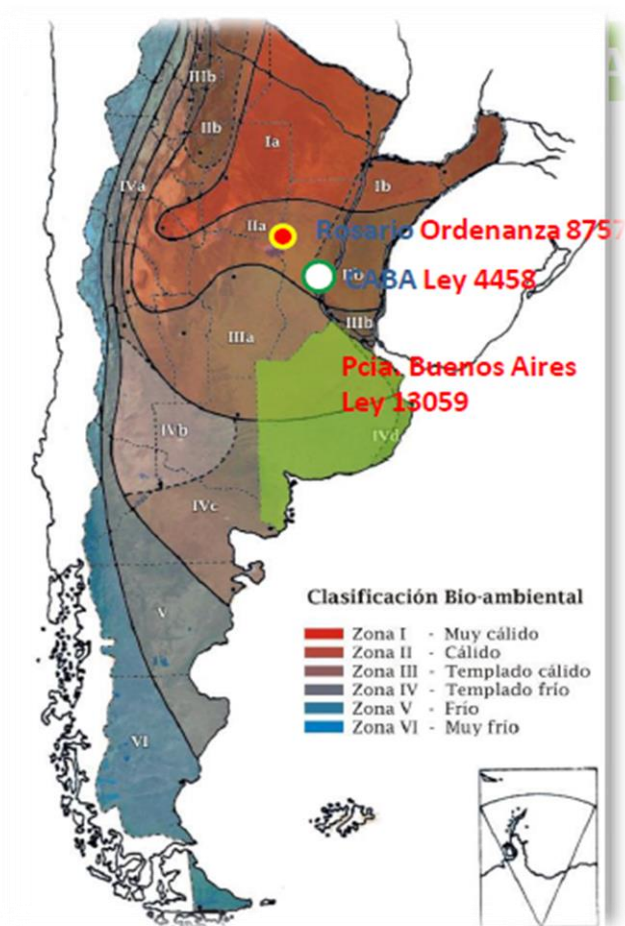 A
IIIb
IIb
Ia
IVa
Ib
IIa
Rosario Ordenanza 8757
IIb
CABA Ley 4458
IIIb
IIIa
Pcia. Buenos Aires
Ley 13059
IVb
IVd
IVc
Clasificación Bio-ambiental
V
Zona I - Muy cálido
Zona II - Cálido
Zona III - Templado cálido
Zona IV - Templado frío
Zona V - Frío
Zona VI - Muy frío
VI